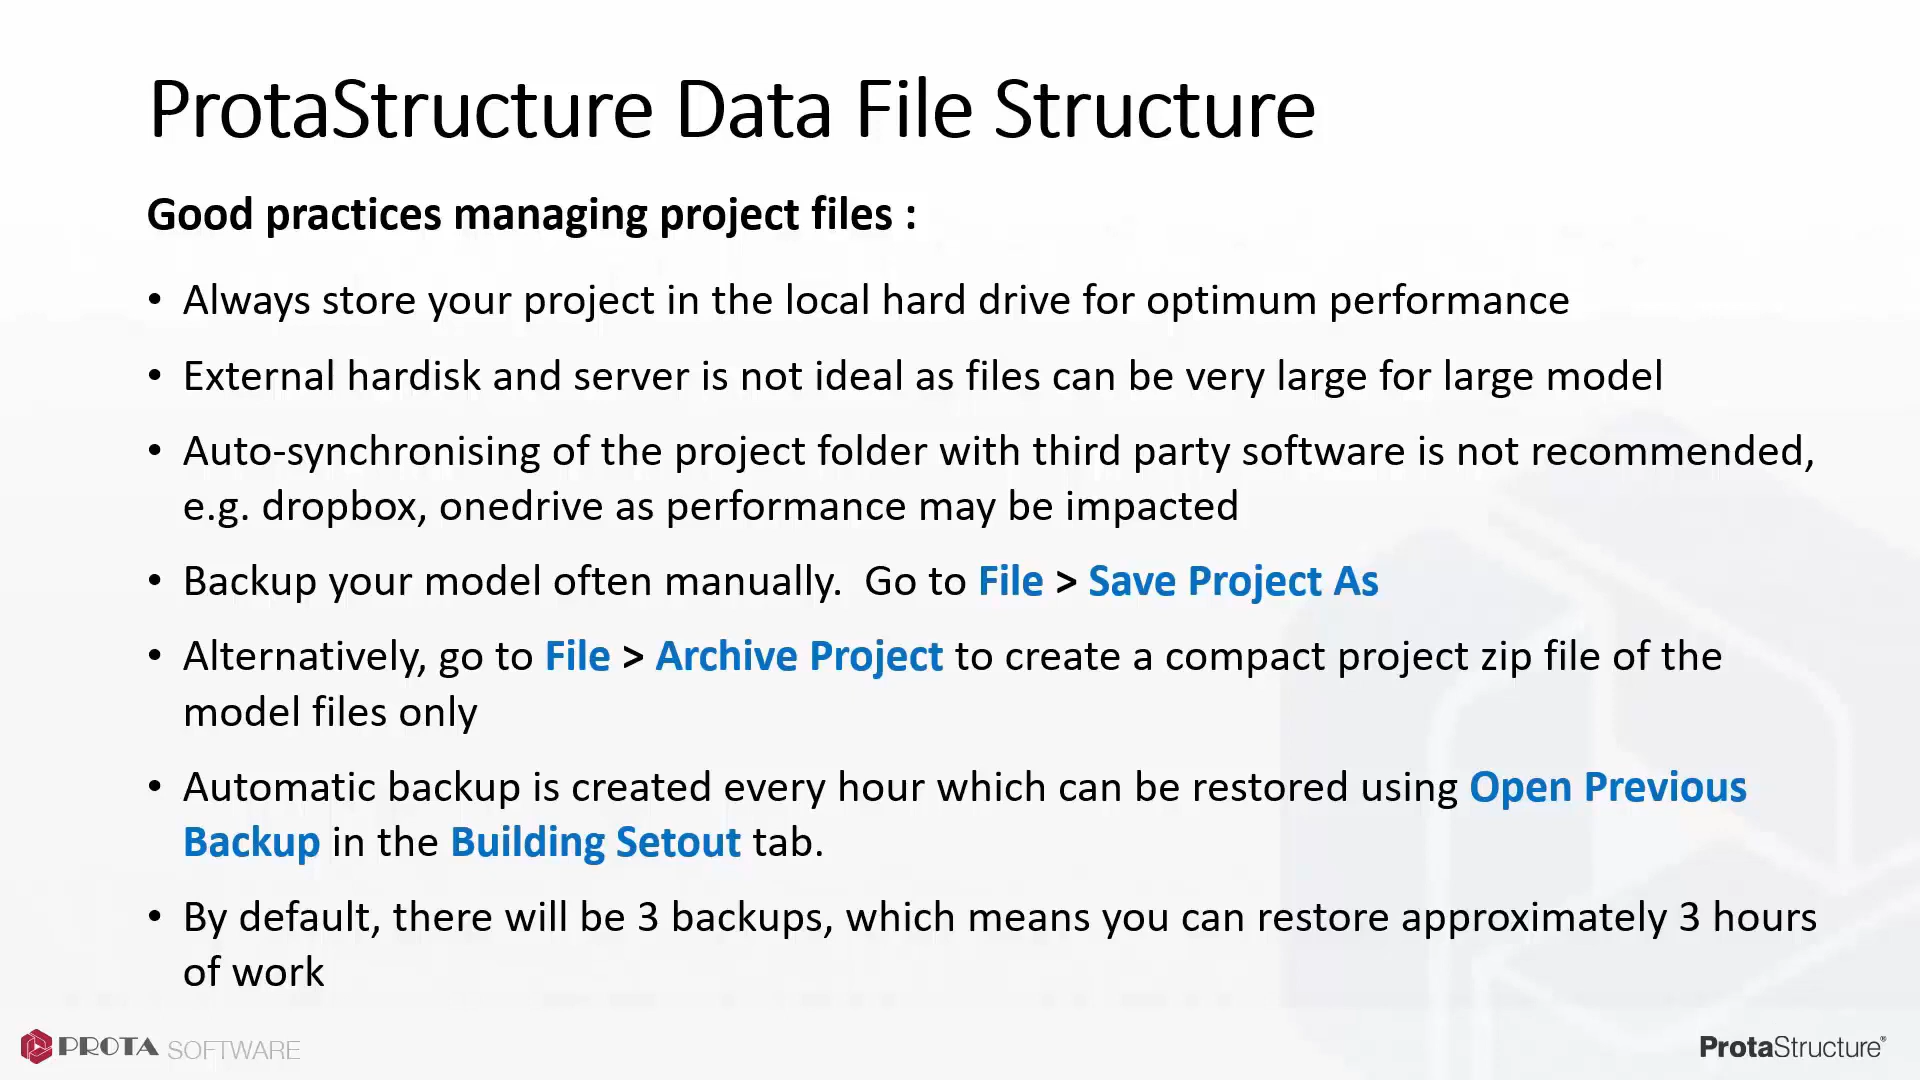 ProtaStructure Data File Structure
Good practices managing project files :
• Always store your project in the local hard drive for optimum performance
• External hardisk and server is not ideal as files can be very large for large model
• Auto-synchronising of the project folder with third party software is not recommended,
e.g. dropbox, onedrive as performance may be impacted
• Backup your model often manually.  Go to File > Save Project As
• Alternatively, go to File > Archive Project to create a compact project zip file of the
model files only
• Automatic backup is created every hour which can be restored using Open Previous
Backup in the Building Setout tab.
• By default, there will be 3 backups, which means you can restore approximately 3 hours
of work
PROTA SOFTWARE
ProtaStructure®